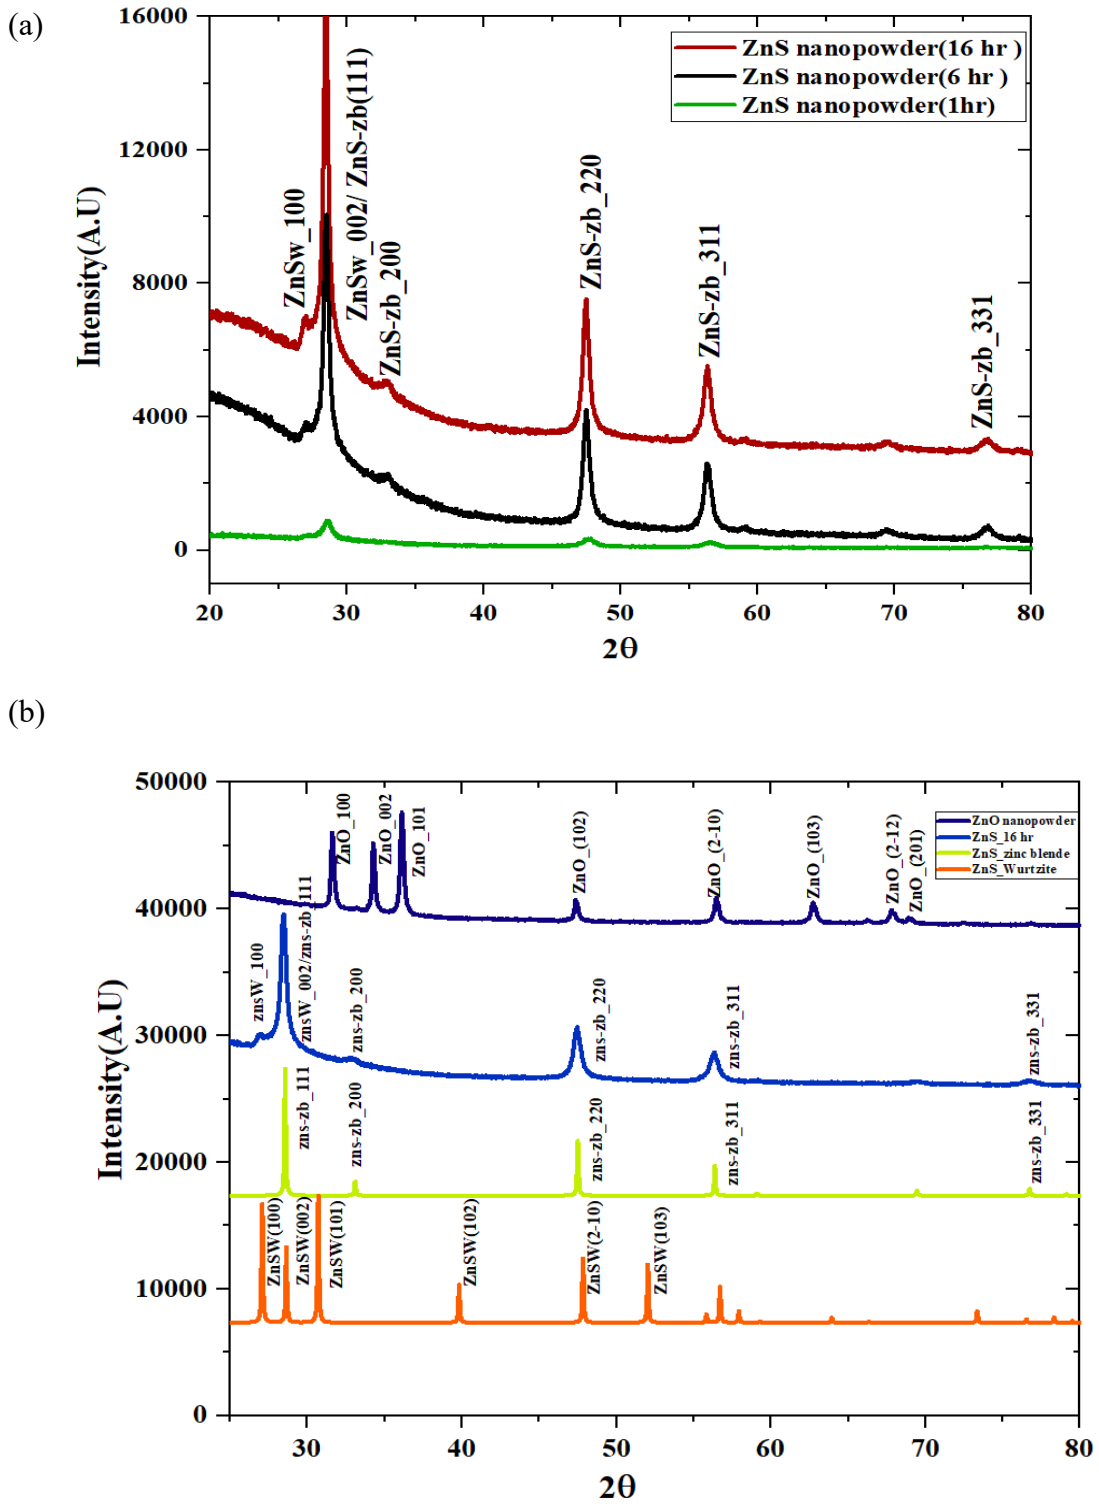 (a)
16000
12000
8000
4000
0
Intensity(A.U)
ZnS nanopowder(16 hr )
ZnS nanopowder(6 hr )
ZnS nanopowder(1hr)
ZnSw_100
ZnSw_002/ ZnS-zb(111)
ZnS-zb_200
ZnS-zb_220
ZnS-zb_311
ZnS-zb_331
20 30 40 50 60 70 80
2θ
(b)
50000
40000
30000
20000
10000
0
Intensity(A.U)
ZnO nanopowder
ZnS_16 hr
ZnS_zinc blende
ZnS_Wurtzite
ZnO_100
ZnO_002
ZnO_101
ZnO_(102)
ZnO_(2-10)
ZnO_(103)
ZnO_(2-12)
ZnO_(201)
znsW_100
znsW_002/zns-zb_111
zns-zb_200
zns-zb_220
zns-zb_311
zns-zb_331
zns-zb_111
zns-zb_200
zns-zb_220
zns-zb_311
zns-zb_331
ZnSW(100)
ZnSW(002)
ZnSW(101)
ZnSW(102)
ZnSW(2-10)
ZnSW(103)
30 40 50 60 70 80
2θ